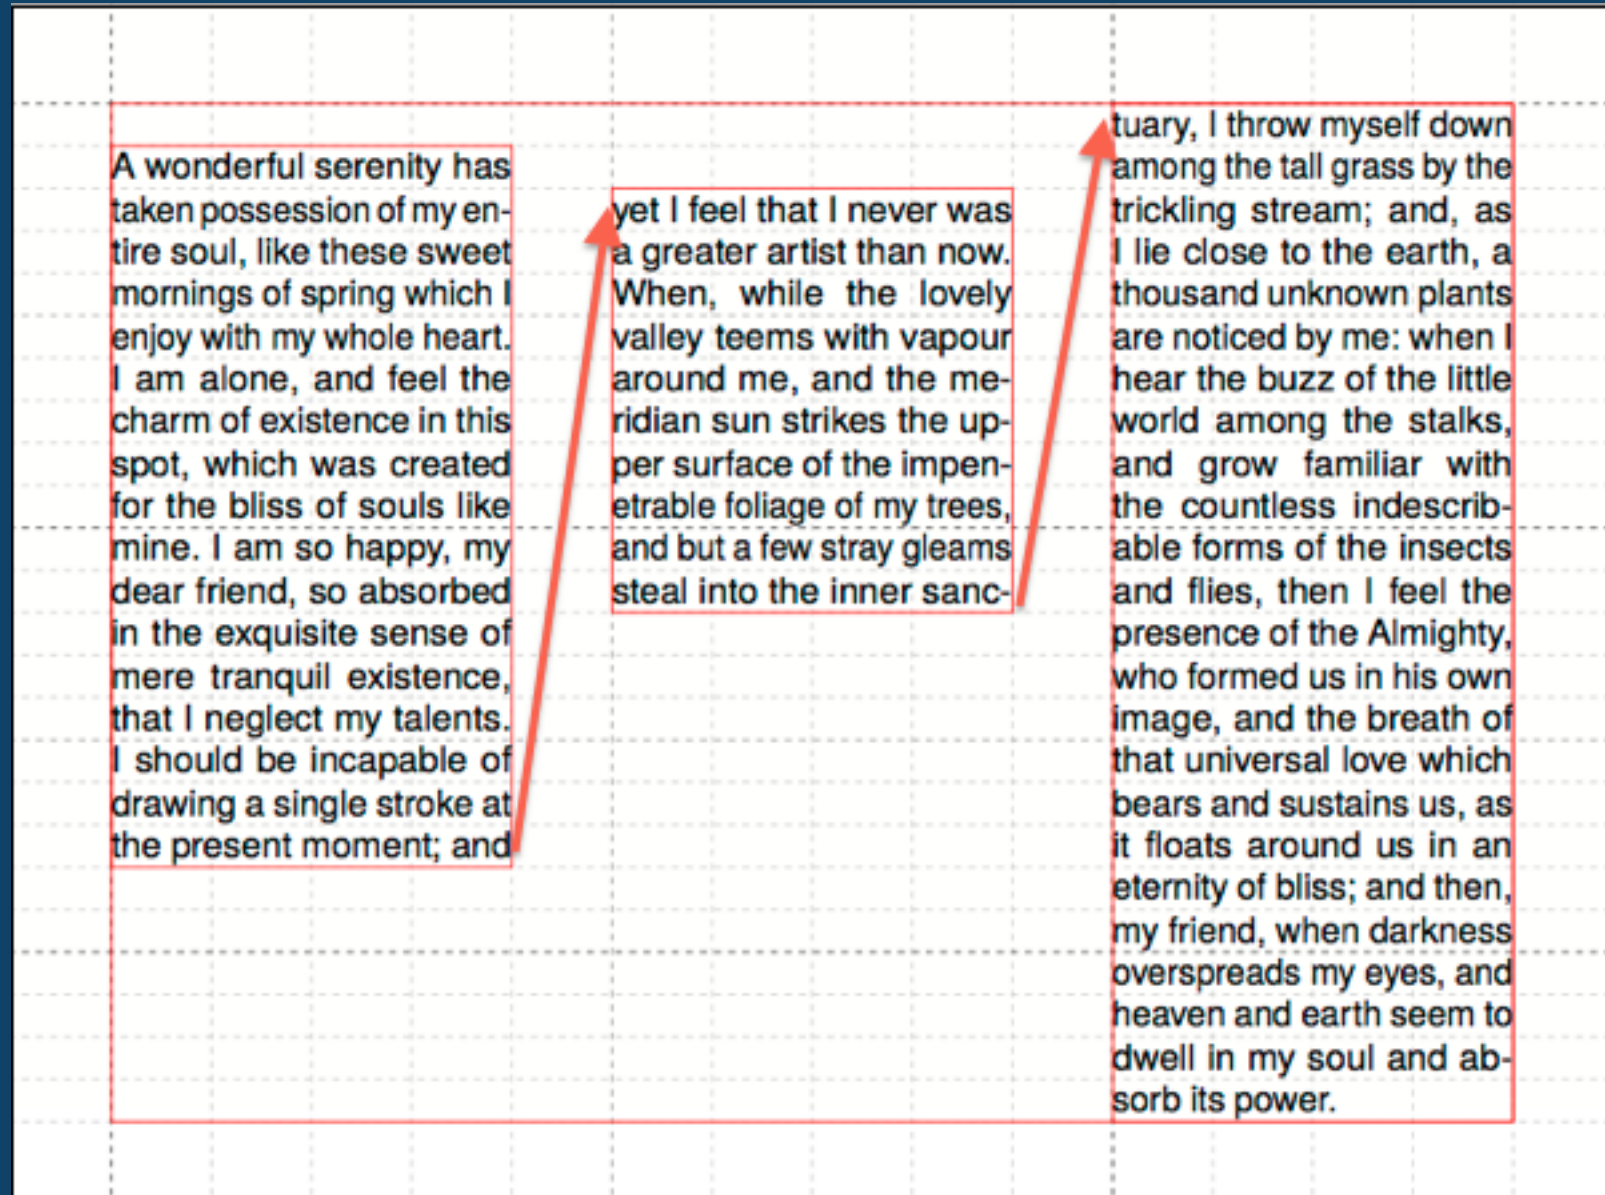 A wonderful serenity has
taken possession of my en-
tire soul, like these sweet
mornings of spring which I
enjoy with my whole heart.
I am alone, and feel the
charm of existence in this
spot, which was created
for the bliss of souls like
mine. I am so happy, my
dear friend, so absorbed
in the exquisite sense of
mere tranquil existence,
that I neglect my talents.
I should be incapable of
drawing a single stroke at
the present moment; and
yet I feel that I never was
a greater artist than now.
When, while the lovely
valley teems with vapour
around me, and the me-
ridian sun strikes the up-
per surface of the impen-
etrable foliage of my trees,
and but a few stray gleams
steal into the inner sanc-
tuary, I throw myself down
among the tall grass by the
trickling stream; and, as
I lie close to the earth, a
thousand unknown plants
are noticed by me: when I
hear the buzz of the little
world among the stalks,
and grow familiar with
the countless indescrib-
able forms of the insects
and flies, then I feel the
presence of the Almighty,
who formed us in his own
image, and the breath of
that universal love which
bears and sustains us, as
it floats around us in an
eternity of bliss; and then,
my friend, when darkness
overspreads my eyes, and
heaven and earth seem to
dwell in my soul and ab-
sorb its power.